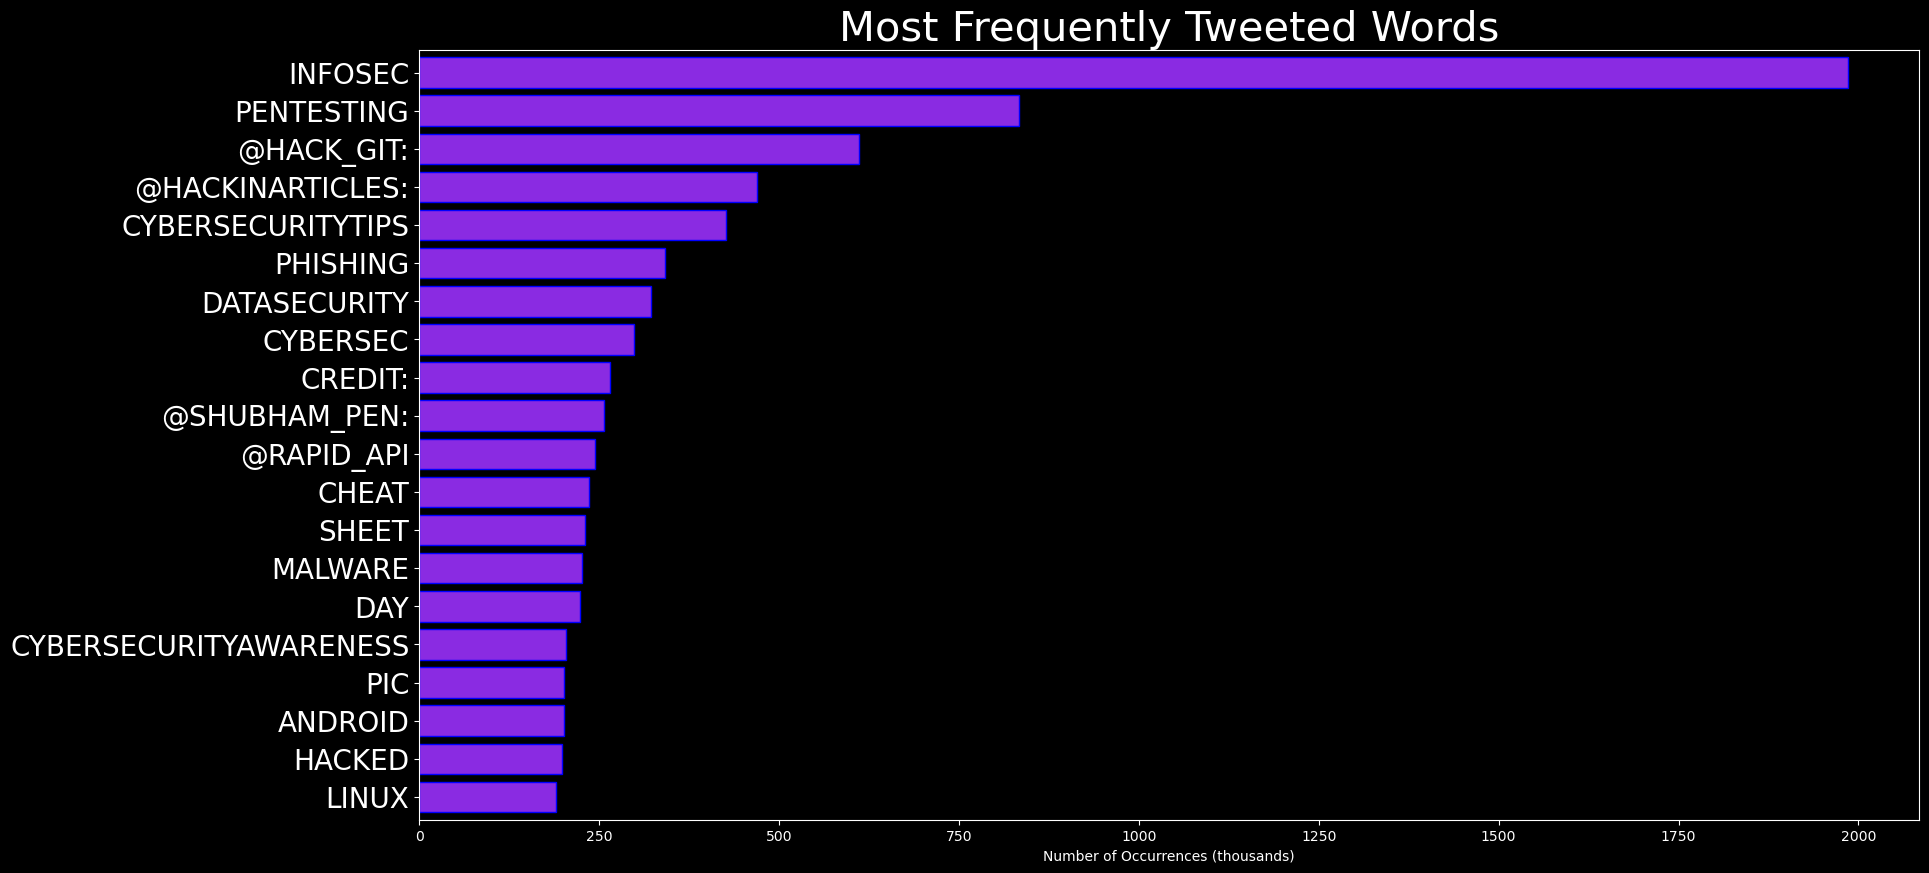 Most Frequently Tweeted Words
INFOSEC
PENTESTING
@HACK_GIT:
@HACKINARTICLES:
CYBERSECURITYTIPS
PHISHING
DATASECURITY
CYBERSEC
CREDIT:
@SHUBHAM_PEN:
@RAPID_API
CHEAT
SHEET
MALWARE
DAY
CYBERSECURITYAWARENESS
PIC
ANDROID
HACKED
LINUX
0 250 500 750 1000 1250 1500 1750 2000
Number of Occurrences (thousands)